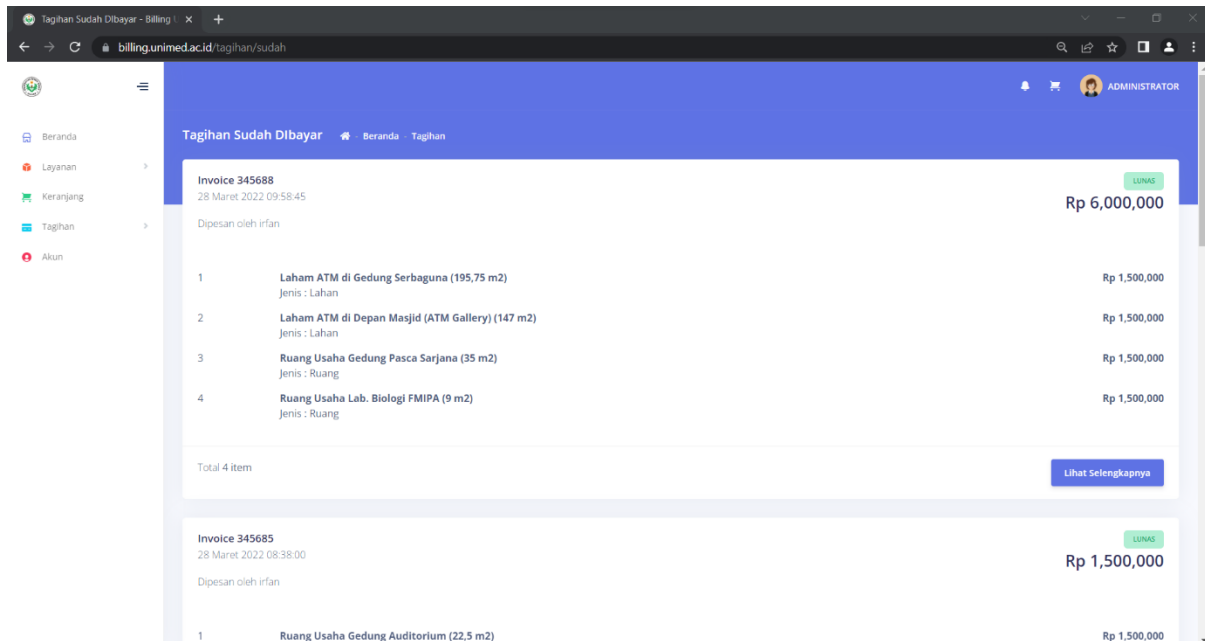 Tagihan Sudah DIbayar - Billing
billing.unimed.ac.id/tagihan/sudah
ADMINISTRATOR
Beranda
Layanan
Keranjang
Tagihan
Akun
Tagihan Sudah DIbayar - Beranda - Tagihan
Invoice 345688
LUNAS
28 Maret 2022 09:58:45
Rp 6,000,000
Dipesan oleh irfan
1 Laham ATM di Gedung Serbaguna (195,75 m2) Rp 1,500,000
Jenis : Lahan
2 Laham ATM di Depan Masjid (ATM Gallery) (147 m2) Rp 1,500,000
Jenis : Lahan
3 Ruang Usaha Gedung Pasca Sarjana (35 m2) Rp 1,500,000
Jenis : Ruang
4 Ruang Usaha Lab. Biologi FMIPA (9 m2) Rp 1,500,000
Jenis : Ruang
Total 4 item
Lihat Selengkapnya
Invoice 345685
LUNAS
28 Maret 2022 08:38:00
Rp 1,500,000
Dipesan oleh irfan
1 Ruang Usaha Gedung Auditorium (22,5 m2) Rp 1,500,000